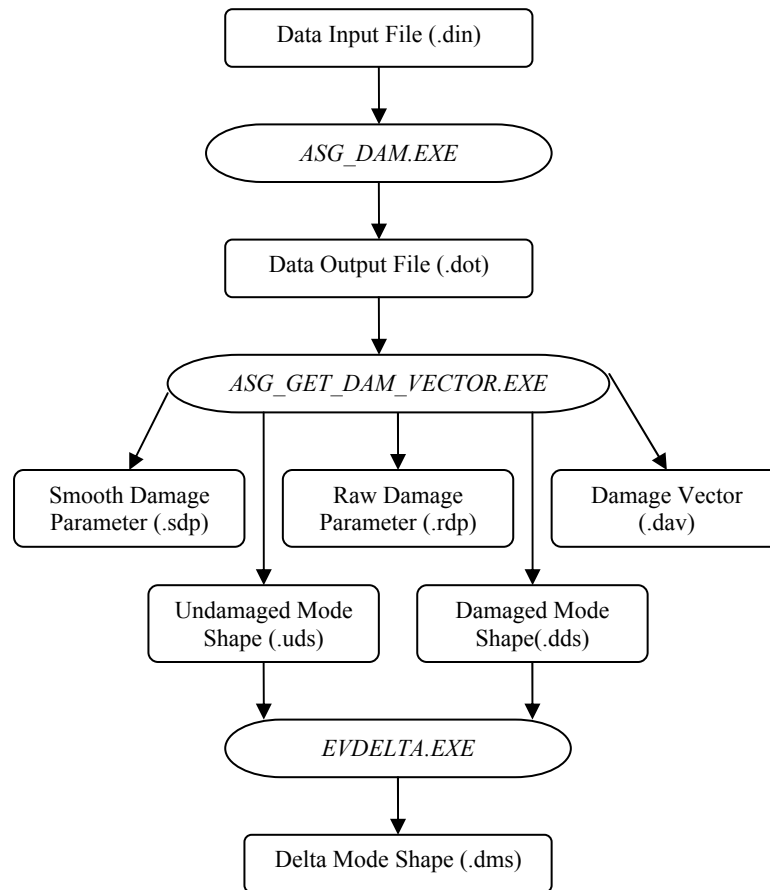 Data Input File (.din)
ASG_DAM.EXE
Data Output File (.dot)
ASG_GET_DAM_VECTOR.EXE
Smooth Damage
Parameter (.sdp)
Raw Damage
Parameter (.rdp)
Damage Vector
(.dav)
Undamaged Mode
Shape (.uds)
Damaged Mode
Shape(.dds)
EVDELTA.EXE
Delta Mode Shape (.dms)